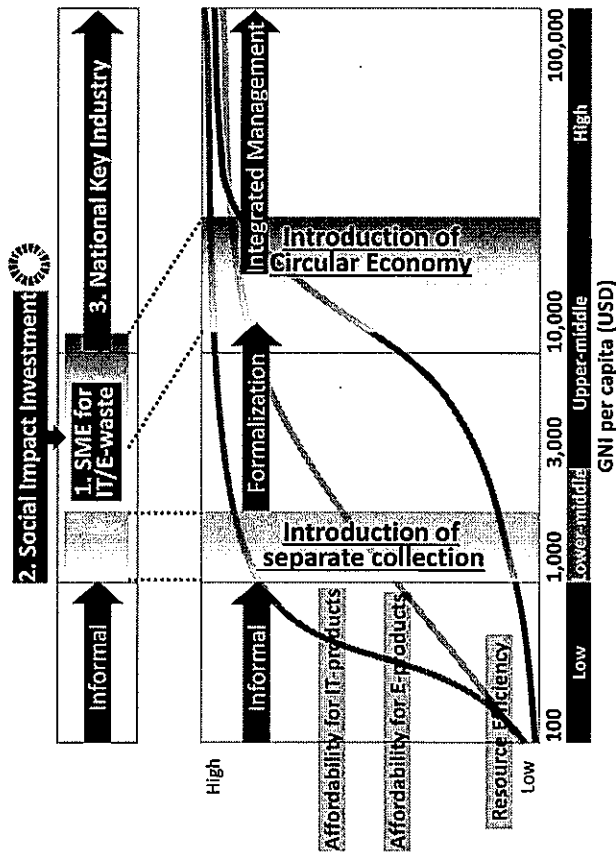 2. Social Impact Investment
Informal
1. SME for
IT/E-waste
3. National Key Industry
High
Low
Informal
Formalization
Integrated Management
Introduction of
separate collection
Introduction of
Circular Economy
Affordability for IT-products
Affordability for E-products
Resource Efficiency
100
1,000
3,000
10,000
100,000
Low
Lower-middle
Upper-middle
High
GNI per capita (USD)